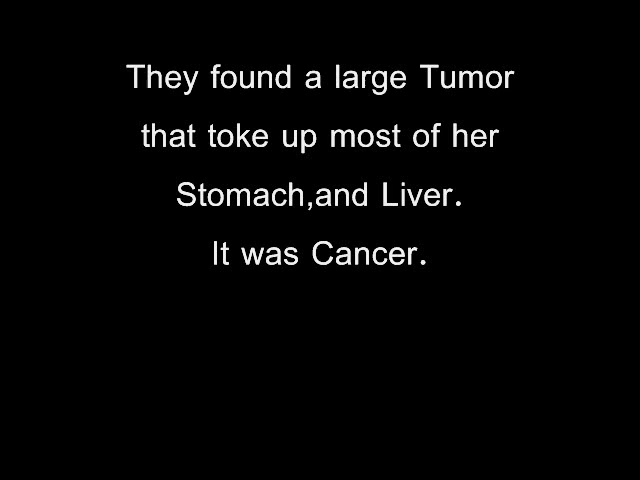 They found a large Tumor
that toke up most of her
Stomach,and Liver.
It was Cancer.